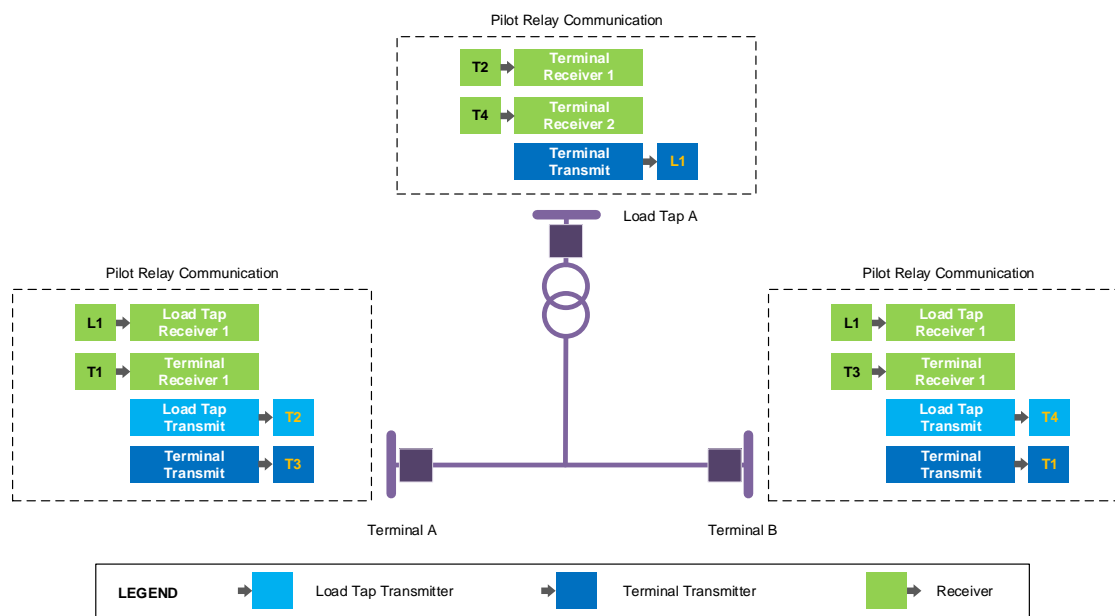 Pilot Relay Communication
T2
Terminal
Receiver 1
T4
Terminal
Receiver 2
Terminal
Transmit
L1
Load Tap A
Pilot Relay Communication
L1
Load Tap
Receiver 1
T1
Terminal
Receiver 1
Load Tap
Transmit
T2
Terminal
Transmit
T3
Pilot Relay Communication
L1
Load Tap
Receiver 1
T3
Terminal
Receiver 1
Load Tap
Transmit
T4
Terminal
Transmit
T1
Terminal A
Terminal B
LEGEND
Load Tap Transmitter
Terminal Transmitter
Receiver